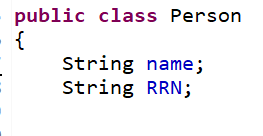 public class Person
{
String name;
String RRN;